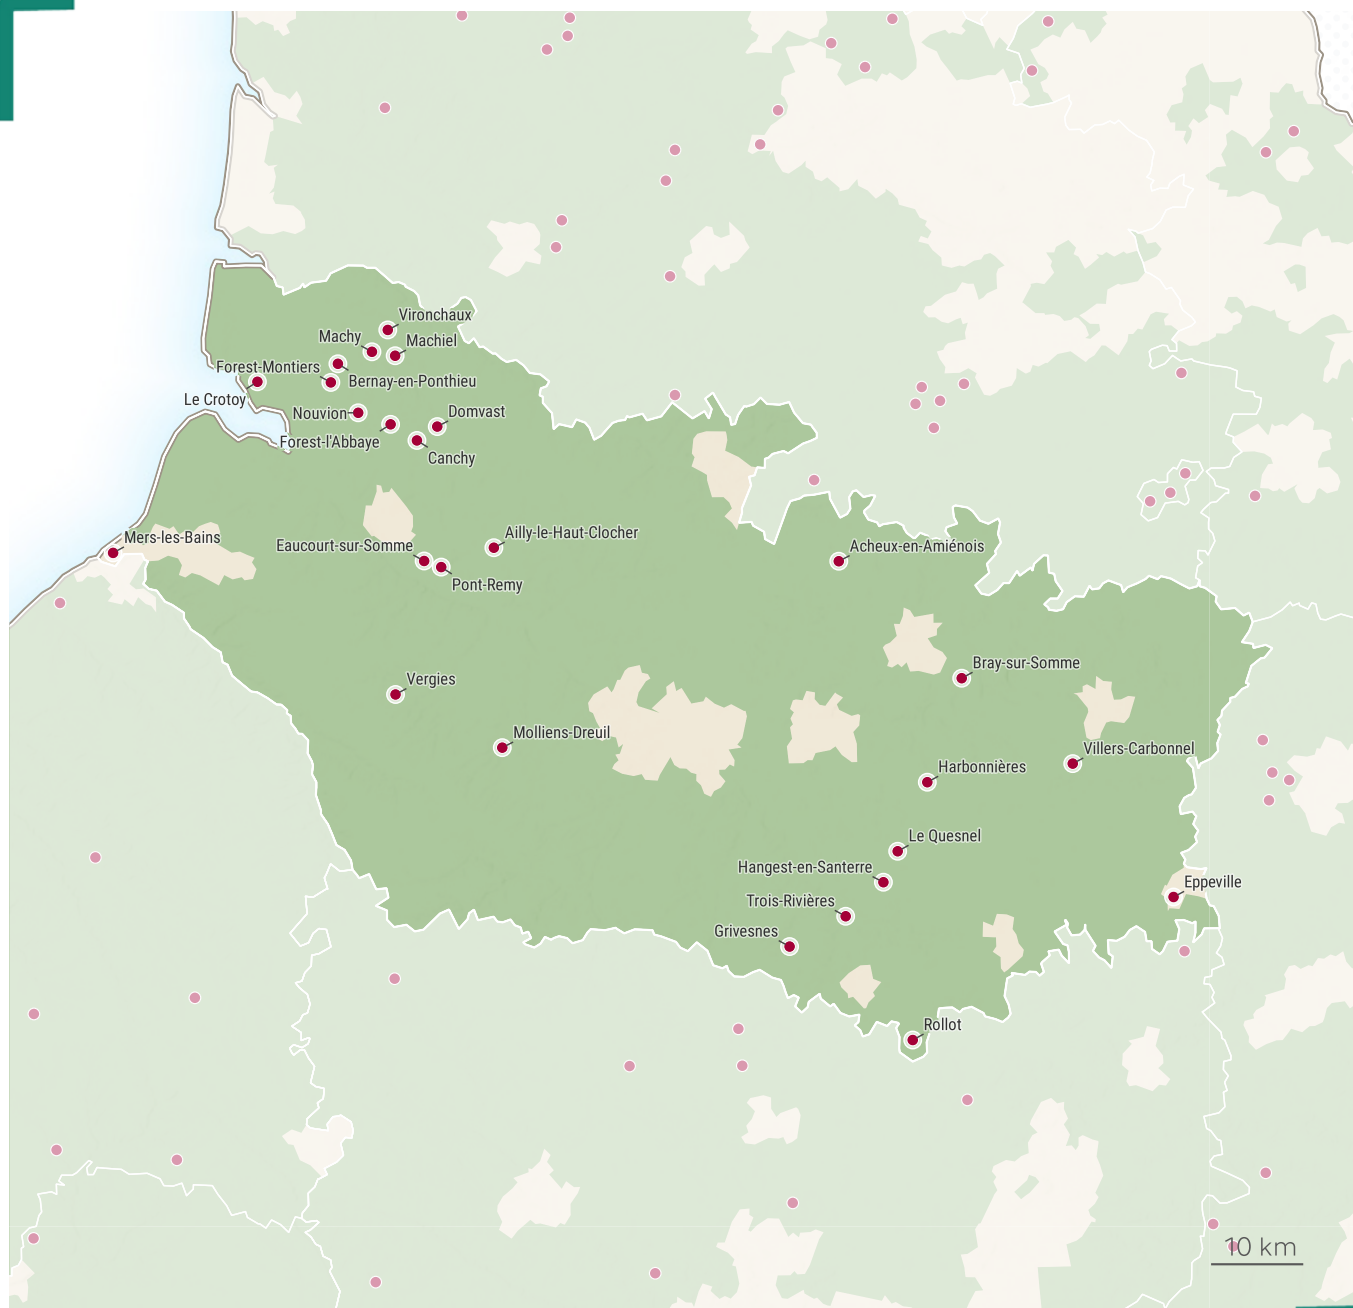 Vironchaux
Machy
Machiel
Forest-Montiers
Bernay-en-Ponthieu
Le Crotoy
Nouvion
Domvast
Forest-l'Abbaye
Canchy
Mers-les-Bains
Eaucourt-sur-Somme
Ailly-le-Haut-Clocher
Pont-Remy
Acheux-en-Amiénois
Bray-sur-Somme
Vergies
Molliens-Dreuil
Villers-Carbonnel
Harbonnières
Le Quesnel
Hangest-en-Santerre
Eppeville
Trois-Rivières
Grivesnes
Rollot
10 km